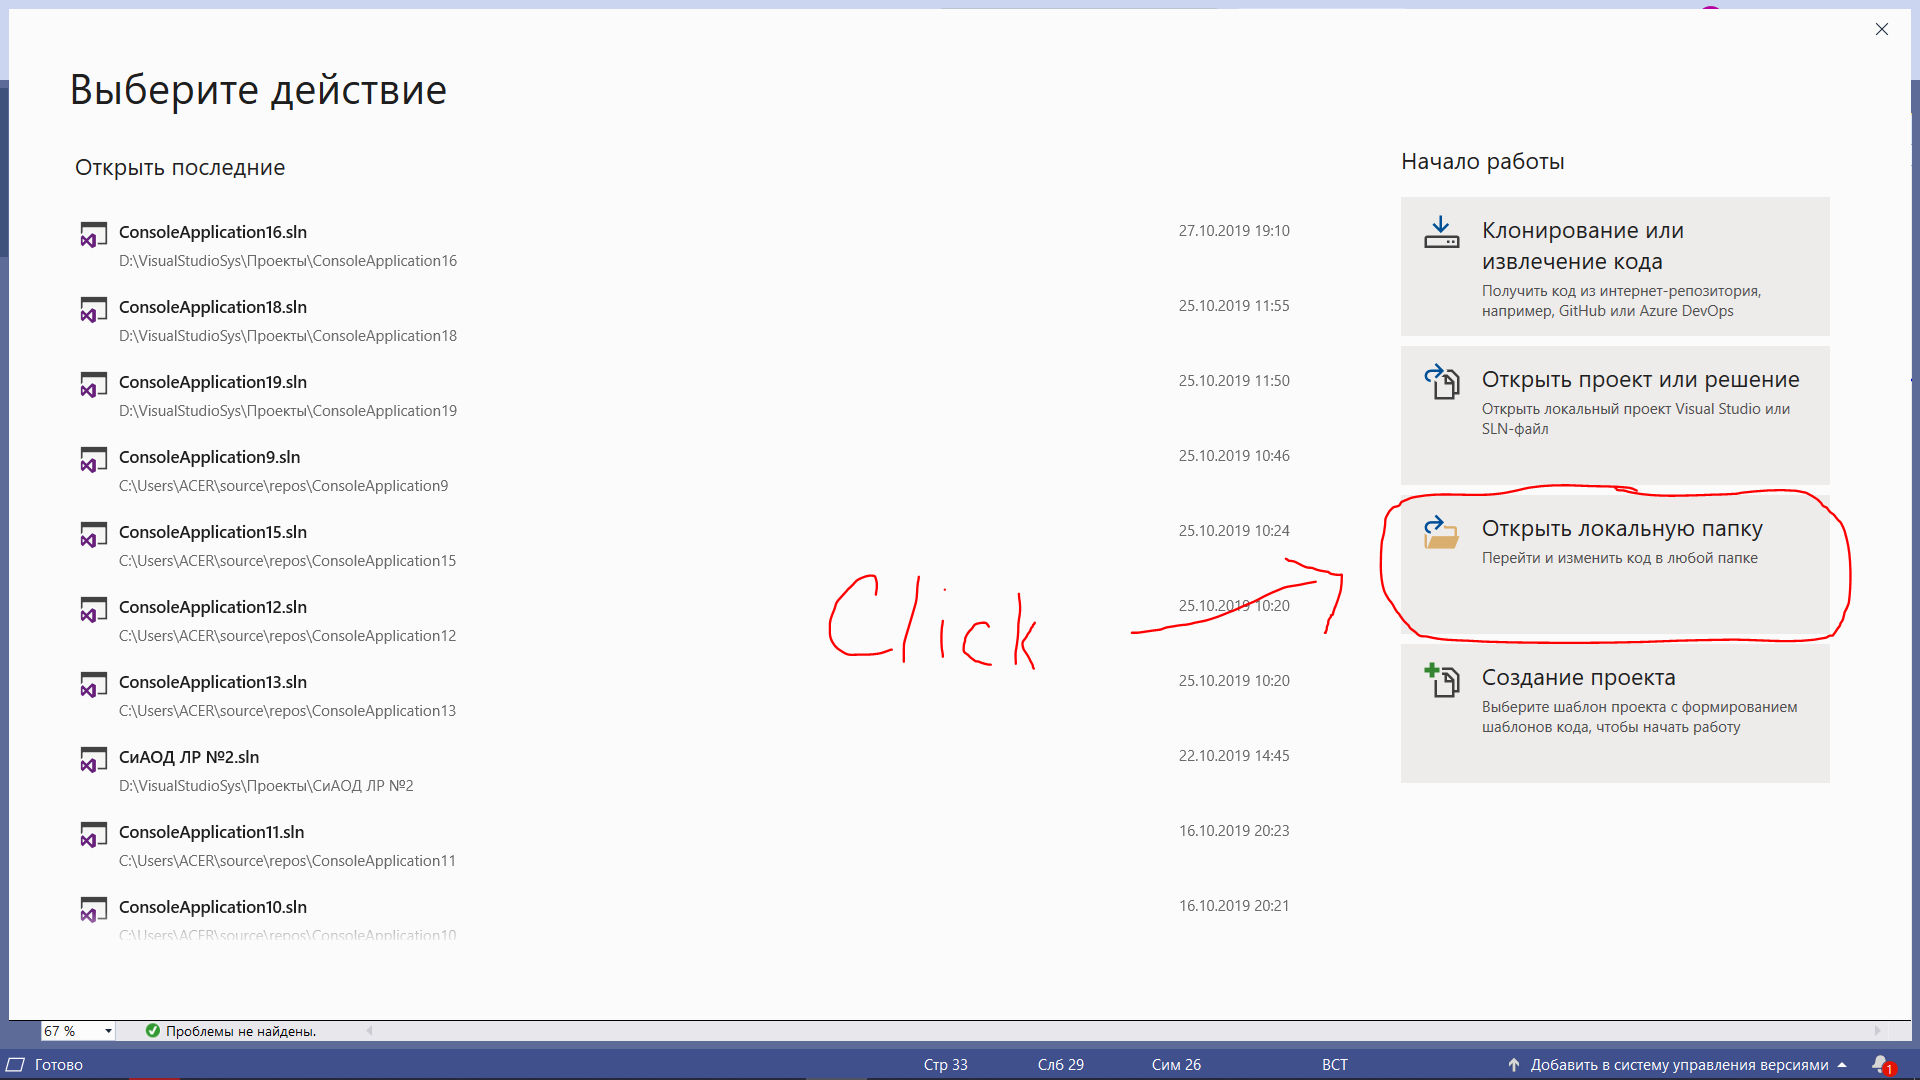 Выберите действие
Открыть последние
ConsoleApplication16.sln
27.10.2019 19:10
D:\VisualStudioSys\Проекты\ConsoleApplication16
ConsoleApplication18.sln
25.10.2019 11:55
D:\VisualStudioSys\Проекты\ConsoleApplication18
ConsoleApplication19.sln
25.10.2019 11:50
D:\VisualStudioSys\Проекты\ConsoleApplication19
ConsoleApplication9.sln
25.10.2019 10:46
C:\Users\ACER\source\repos\ConsoleApplication9
ConsoleApplication15.sln
25.10.2019 10:24
C:\Users\ACER\source\repos\ConsoleApplication15
ConsoleApplication12.sln
25.10.2019 10:20
C:\Users\ACER\source\repos\ConsoleApplication12
ConsoleApplication13.sln
25.10.2019 10:20
C:\Users\ACER\source\repos\ConsoleApplication13
СиАОД ЛР №2.sln
22.10.2019 14:45
D:\VisualStudioSys\Проекты\СиАОД ЛР №2
ConsoleApplication11.sln
16.10.2019 20:23
C:\Users\ACER\source\repos\ConsoleApplication11
ConsoleApplication10.sln
16.10.2019 20:21
C:\Users\ACER\source\repos\ConsoleApplication10
Click
Начало работы
Клонирование или
извлечение кода
Получить код из интернет-репозитория,
например, GitHub или Azure DevOps
Открыть проект или решение
Открыть локальный проект Visual Studio или
SLN-файл
Открыть локальную папку
Перейти и изменить код в любой папке
Создание проекта
Выберите шаблон проекта с формированием
шаблонов кода, чтобы начать работу
67 %
Проблемы не найдены.
Готово
Стр 33
Слб 29
Сим 26
ВСТ
Добавить в систему управления версиями
1